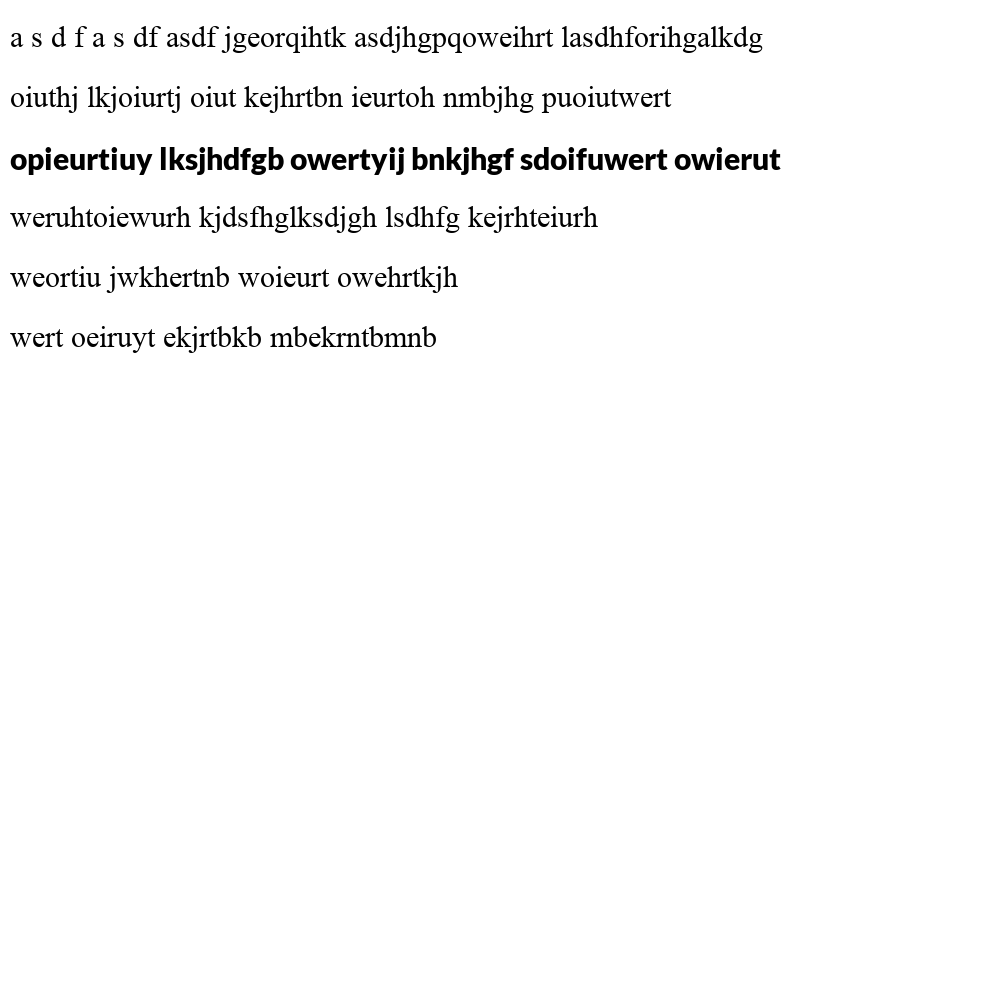 a s d f a s df asdf jgeorqihtk asdjhgpqoweihrt lasdhforihgalkdg
oiuthj lkjoiurtj oiut kejhrtbn ieurtoh nmbjhg puoiutwert
opieurtiuy lksjhdfgb owertyij bnkjhgf sdoifuwert owierut
weruhtoiewurh kjdsfhglksdjgh lsdhfg kejrhteiurh
weortiu jwkhertnb woieurt owehrtkjh
wert oeiruyt ekjrtbkb mbekrntbmnb